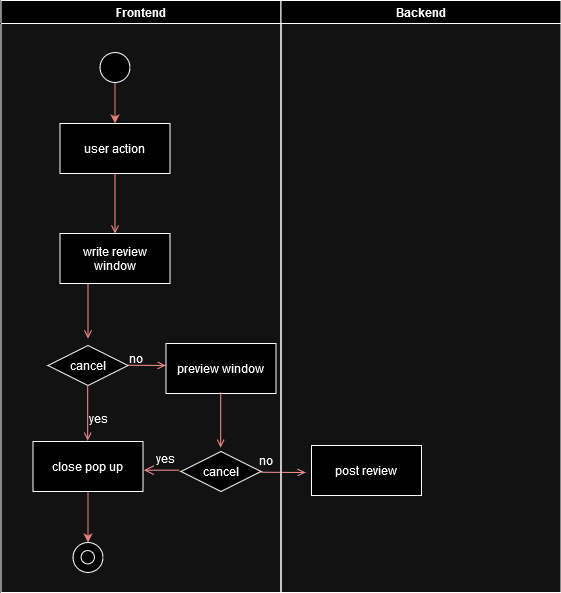 Frontend
Backend
user action
write review
window
cancel
no
preview window
yes
close pop up
yes
cancel
no
post review